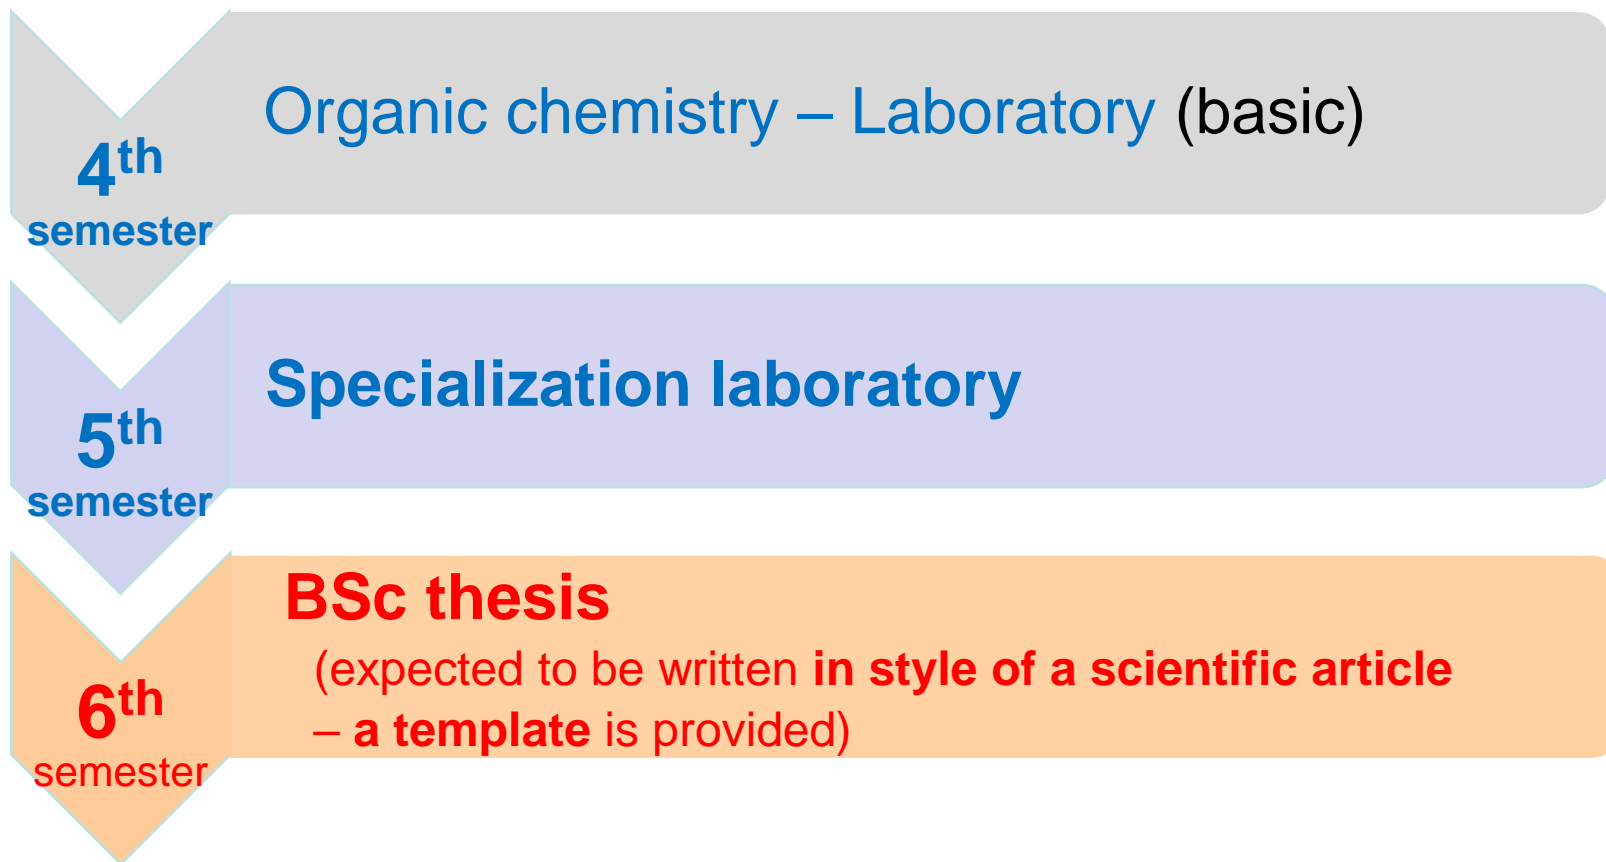 Organic chemistry – Laboratory (basic)
4th
semester
Specialization laboratory
5th
semester
BSc thesis
(expected to be written in style of a scientific article
– a template is provided)
6th
semester